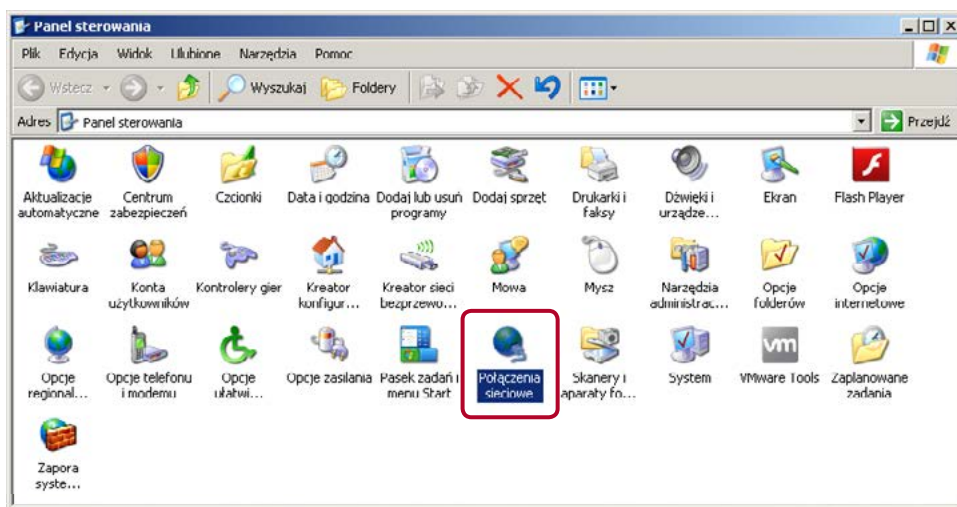 Panel sterowania
Plik Edycja Widok Ulubione Narzędzia Pomoc
Wstecz Wyszukaj Foldery
Adres Panel sterowania Przejdź
Aktualizacje automatyczne
Centrum zabezpieczeń
Czcionki
Data i godzina
Dodaj lub usuń programy
Dodaj sprzęt
Drukarki i faksy
Dźwięki i urządze...
Ekran
Flash Player
Klawiatura
Konta użytkowników
Kontrolery gier
Kreator konfigur...
Kreator sieci bezprzewo...
Mowa
Mysz
Narzędzia administrac...
Opcje folderów
Opcje internetowe
Opcje regional...
Opcje telefonu i modemu
Opcje ułatwi...
Opcje zasilania
Pasek zadań i menu Start
Połączenia sieciowe
Skanery i aparaty fo...
System
vm
VMware Tools
Zaplanowane zadania
Zapora syste...